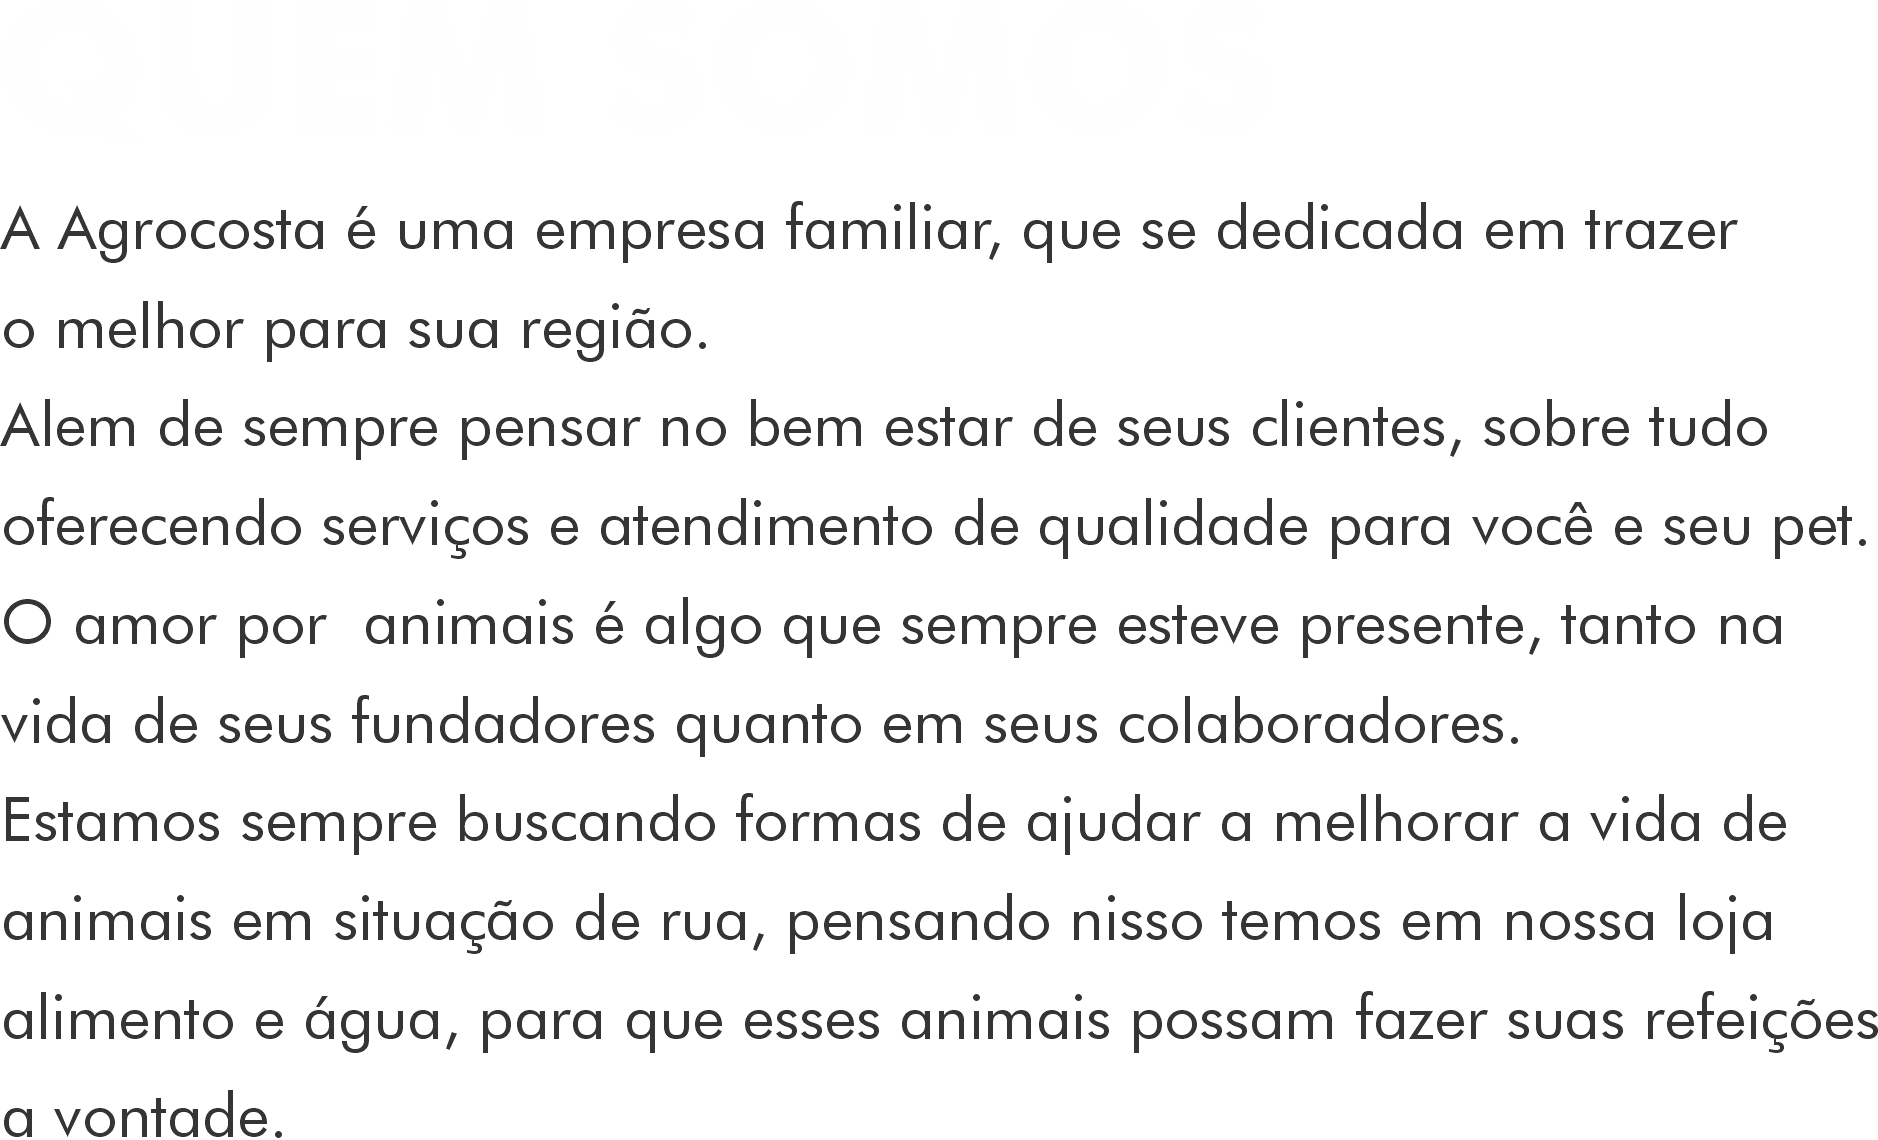 QUEM SOMOS
A Agrocosta é uma empresa familiar, que se dedicada em trazer
o melhor para sua região.
Alem de sempre pensar no bem estar de seus clientes, sobre tudo
oferecendo serviços e atendimento de qualidade para você e seu pet.
O amor por  animais é algo que sempre esteve presente, tanto na
vida de seus fundadores quanto em seus colaboradores.
Estamos sempre buscando formas de ajudar a melhorar a vida de
animais em situação de rua, pensando nisso temos em nossa loja
alimento e água, para que esses animais possam fazer suas refeições
a vontade.